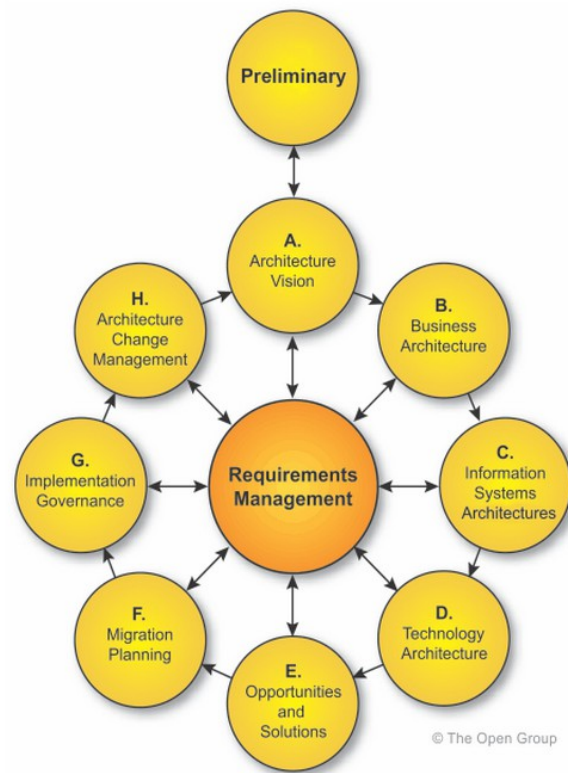 Preliminary
A.
Architecture
Vision
B.
Business
Architecture
C.
Information
Systems
Architectures
D.
Technology
Architecture
E.
Opportunities
and
Solutions
F.
Migration
Planning
G.
Implementation
Governance
H.
Architecture
Change
Management
Requirements
Management
© The Open Group